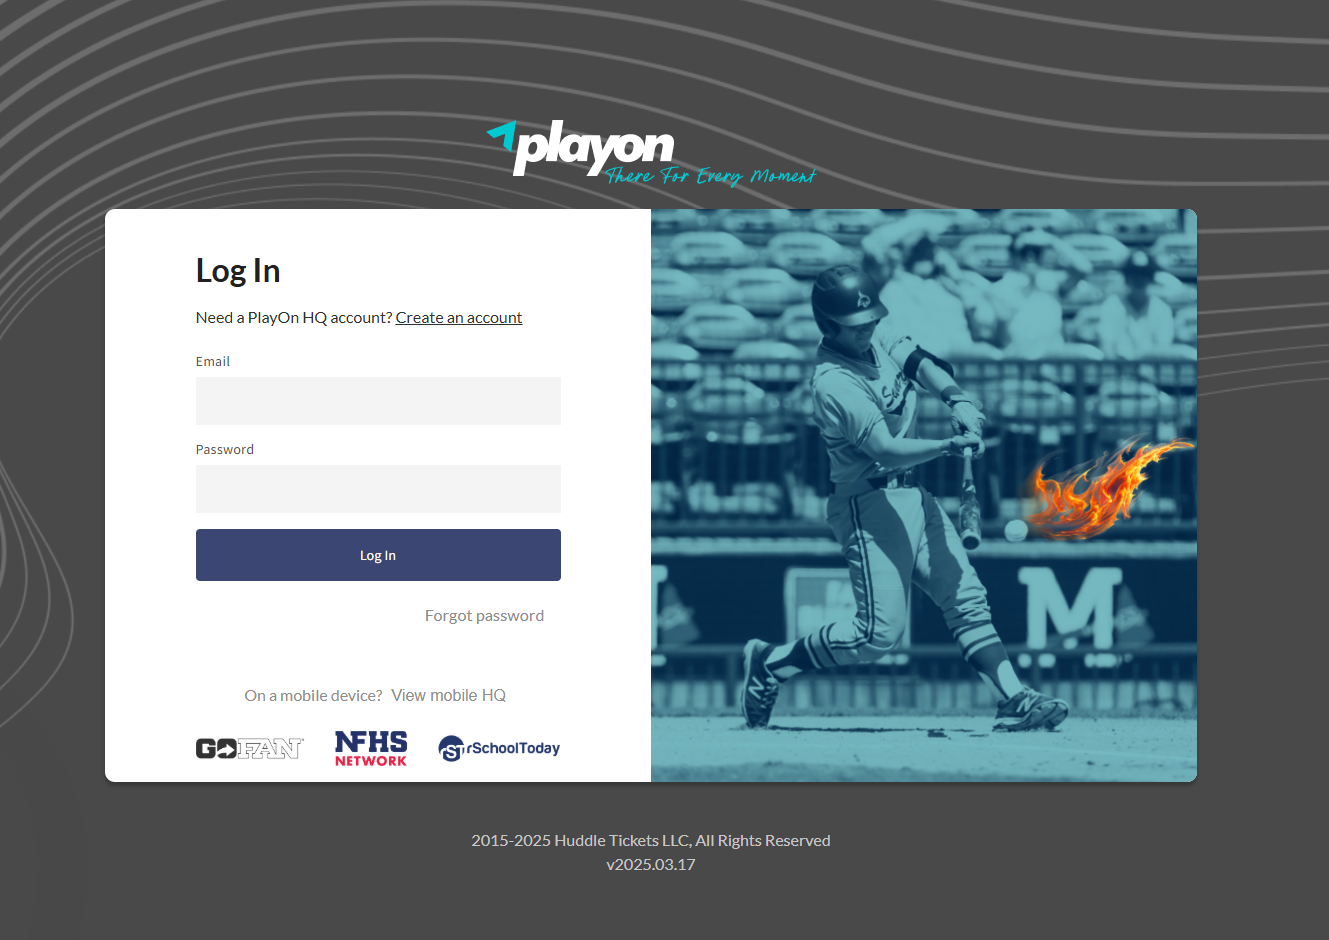 playon
There For Every Moment
Log In
Need a PlayOn HQ account? Create an account
Email
Password
Log In
Forgot password
On a mobile device? View mobile HQ
GOFAN
NFHS
NETWORK
rST rSchoolToday
M
2015-2025 Huddle Tickets LLC, All Rights Reserved
v2025.03.17